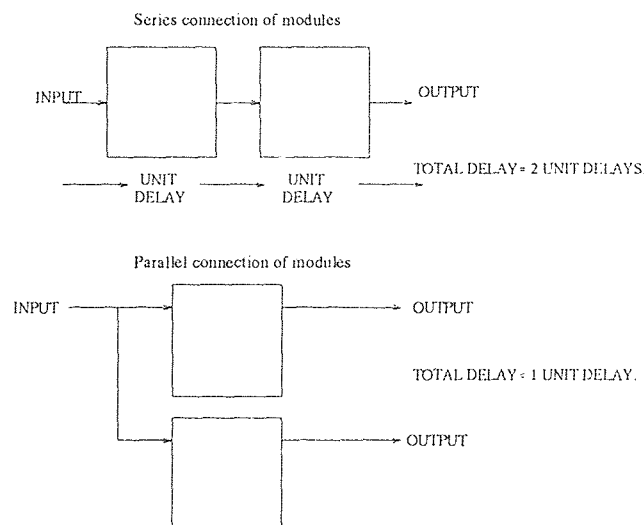 Series connection of modules
INPUT
OUTPUT
UNIT DELAY
UNIT DELAY
TOTAL DELAY = 2 UNIT DELAYS
Parallel connection of modules
INPUT
OUTPUT
TOTAL DELAY = 1 UNIT DELAY.
OUTPUT